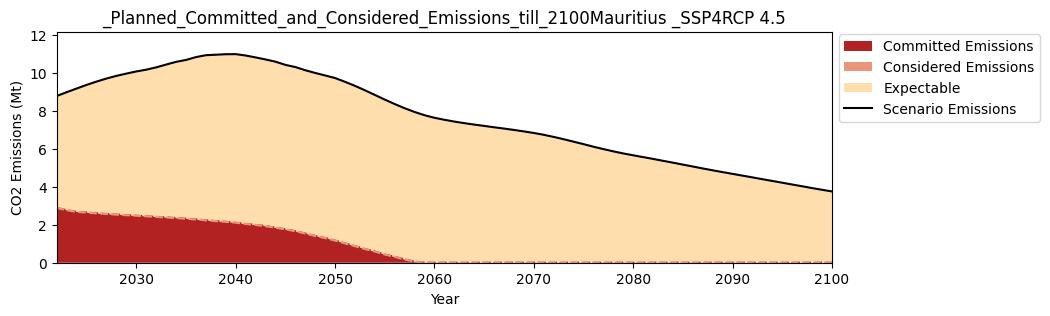 _Planned_Committed_and_Considered_Emissions_till_2100Mauritius _SSP4RCP 4.5
12
10
8
6
4
2
0
CO2 Emissions (Mt)
2030 2040 2050 2060 2070 2080 2090 2100
Year
Committed Emissions
Considered Emissions
Expectable
Scenario Emissions